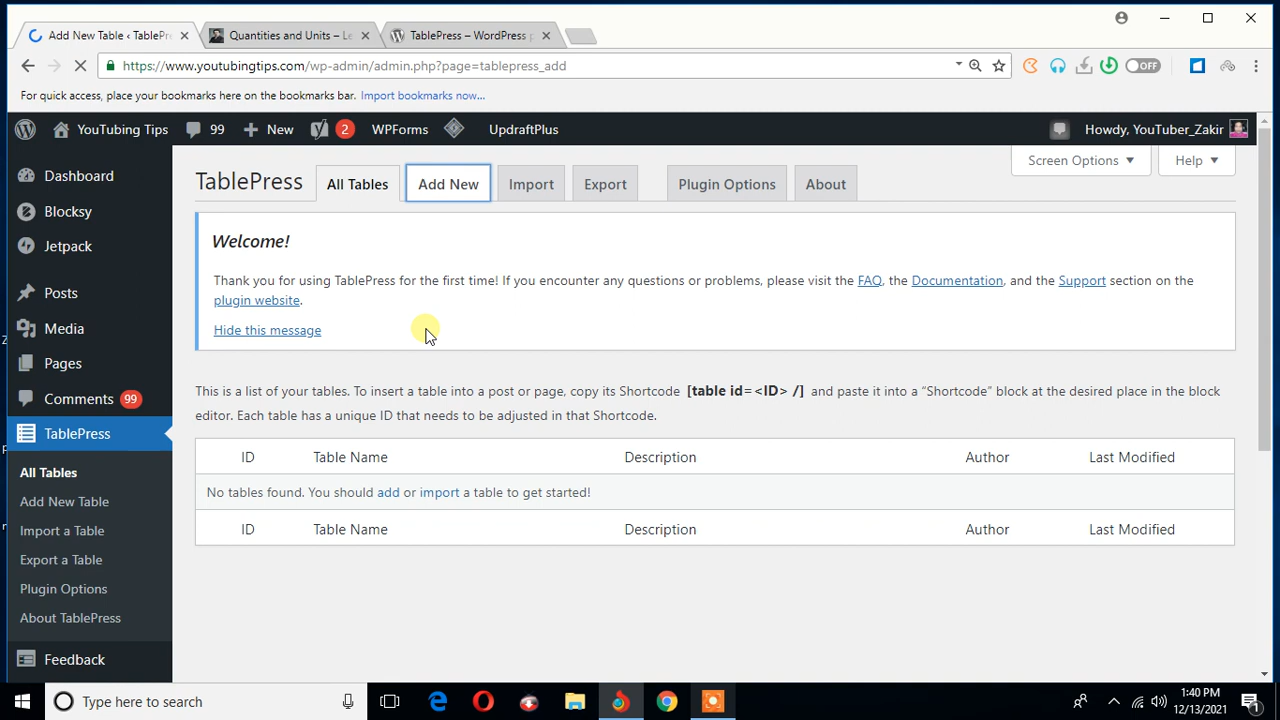 Add New Table ‹ TablePr
Quantities and Units – Le
TablePress – WordPress p
https://www.youtubingtips.com/wp-admin/admin.php?page=tablepress_add
OFF
For quick access, place your bookmarks here on the bookmarks bar. Import bookmarks now...
YouTubing Tips
99
New
2
WPForms
UpdraftPlus
Howdy, YouTuber_Zakir
Dashboard
Blocksy
Jetpack
Posts
Media
Pages
Comments 99
TablePress
All Tables
Add New Table
Import a Table
Export a Table
Plugin Options
About TablePress
Feedback
Screen Options
Help
TablePress
All Tables
Add New
Import
Export
Plugin Options
About
Welcome!
Thank you for using TablePress for the first time! If you encounter any questions or problems, please visit the FAQ, the Documentation, and the Support section on the
plugin website.
Hide this message
This is a list of your tables. To insert a table into a post or page, copy its Shortcode [table id=<ID> /] and paste it into a “Shortcode” block at the desired place in the block
editor. Each table has a unique ID that needs to be adjusted in that Shortcode.
ID Table Name Description Author Last Modified
No tables found. You should add or import a table to get started!
ID Table Name Description Author Last Modified
Type here to search
1:40 PM
12/13/2021
1